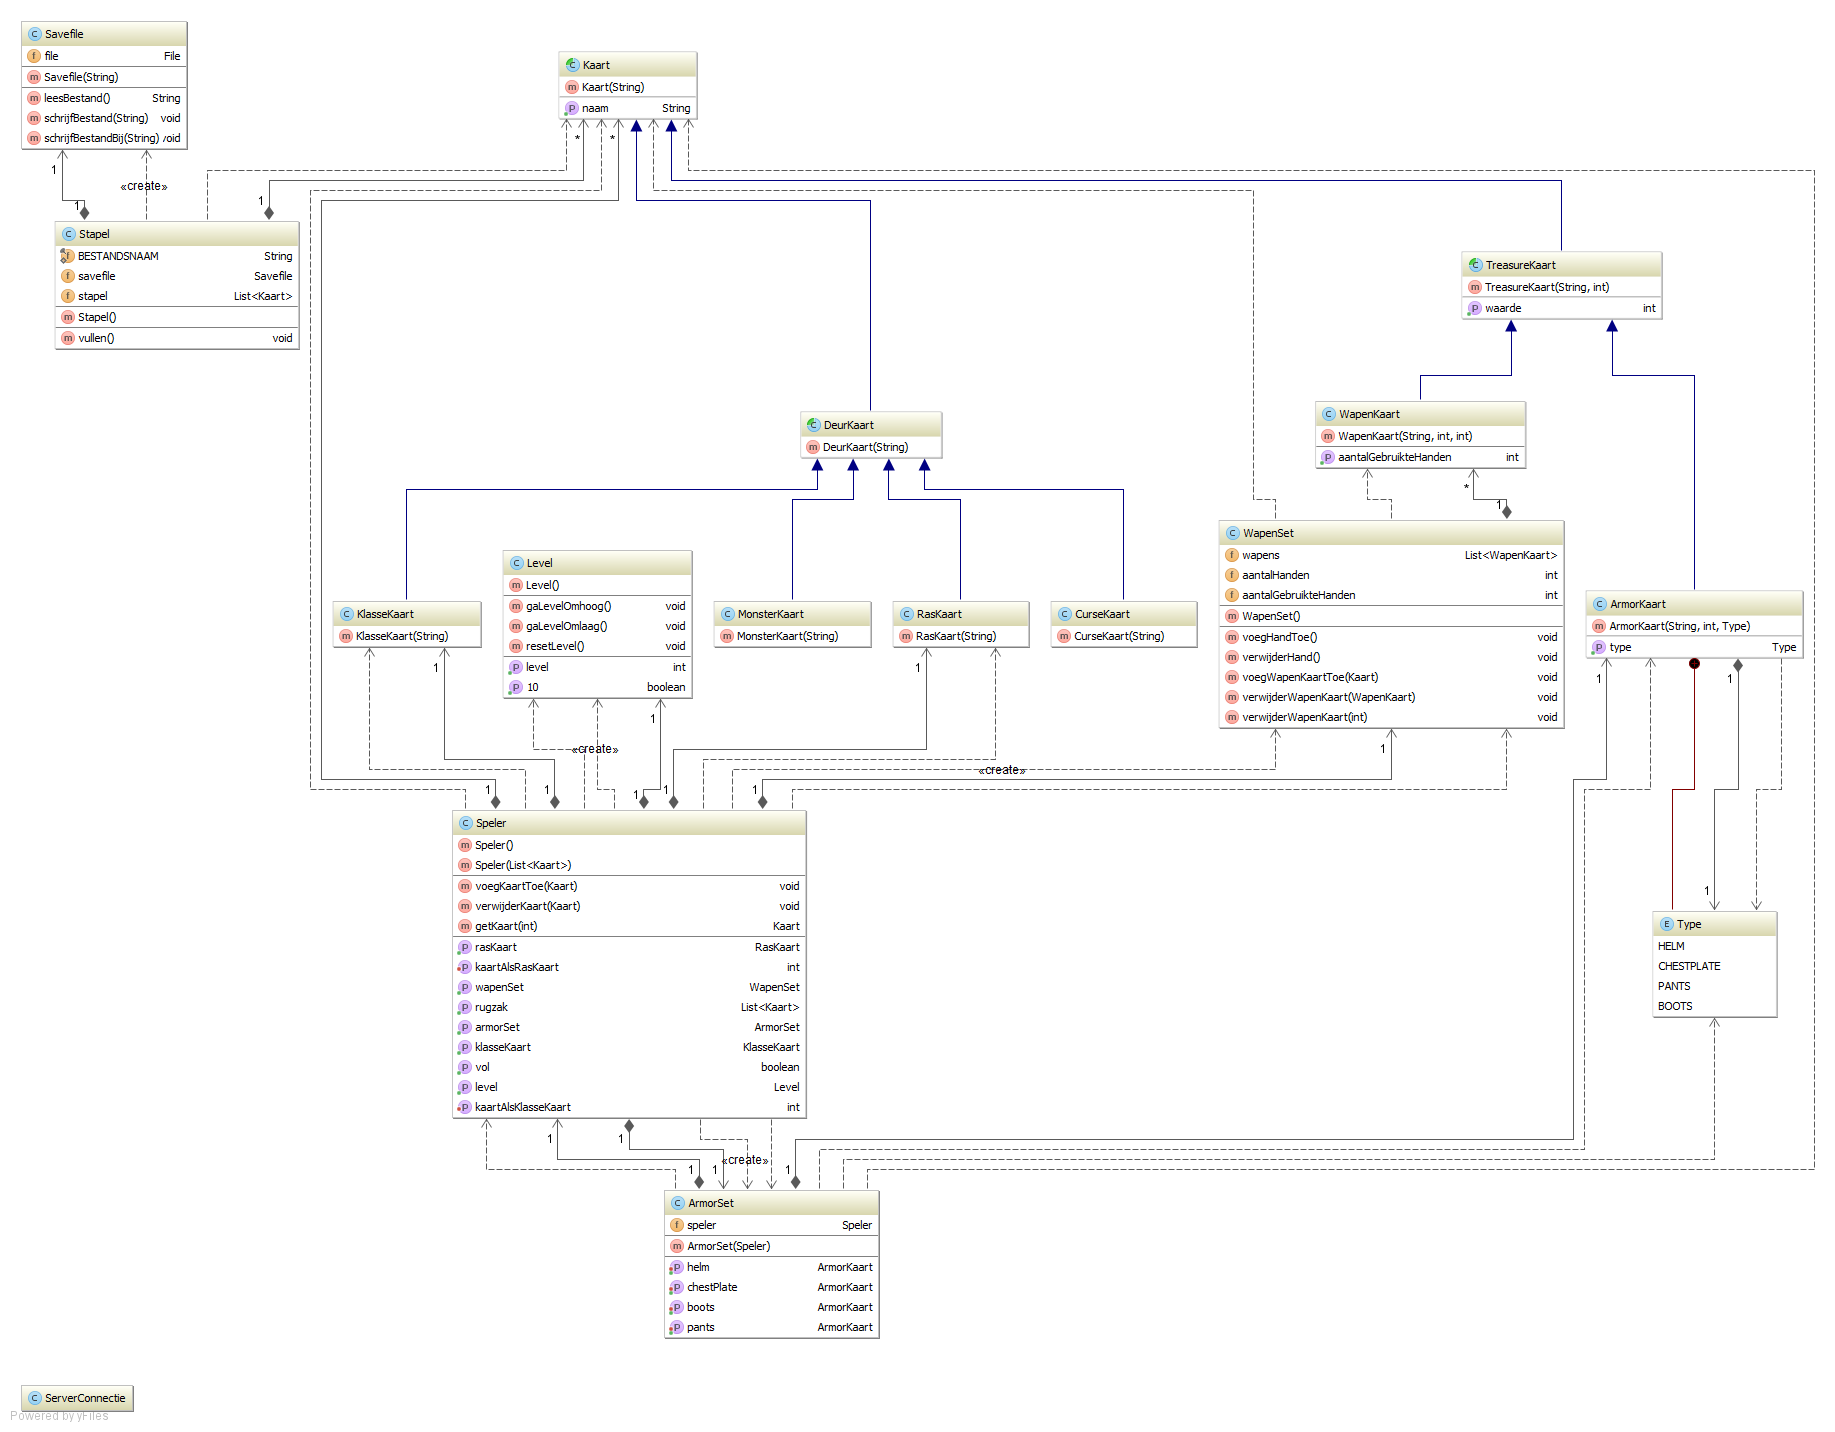 Savefile
file File
Savefile(String)
leesBestand() String
schrijfBestand(String) void
schrijfBestandBij(String) void
Kaart
Kaart(String)
naam String
1
1
«create»
1
*
*
Stapel
BESTANDSNAAM String
savefile Savefile
stapel List<Kaart>
Stapel()
vullen() void
TreasureKaart
TreasureKaart(String, int)
waarde int
DeurKaart
DeurKaart(String)
WapenKaart
WapenKaart(String, int, int)
aantalGebruikteHanden int
*
1
WapenSet
wapens List<WapenKaart>
aantalHanden int
aantalGebruikteHanden int
WapenSet()
voegHandToe() void
verwijderHand() void
voegWapenKaartToe(Kaart) void
verwijderWapenKaart(WapenKaart) void
verwijderWapenKaart(int) void
KlasseKaart
KlasseKaart(String)
Level
Level()
gaLevelOmhoog() void
gaLevelOmlaag() void
resetLevel() void
level int
10 boolean
MonsterKaart
MonsterKaart(String)
RasKaart
RasKaart(String)
CurseKaart
CurseKaart(String)
ArmorKaart
ArmorKaart(String, int, Type)
type Type
1
1
1
1
1
1
«create»
«create»
1
1
1
1
1
1
Speler
Speler()
Speler(List<Kaart>)
voegKaartToe(Kaart) void
verwijderKaart(Kaart) void
getKaart(int) Kaart
rasKaart RasKaart
kaartAlsRasKaart int
wapenSet WapenSet
rugzak List<Kaart>
armorSet ArmorSet
klasseKaart KlasseKaart
vol boolean
level Level
kaartAlsKlasseKaart int
Type
HELM
CHESTPLATE
PANTS
BOOTS
1
1
1
1
«create»
1
ArmorSet
speler Speler
ArmorSet(Speler)
helm ArmorKaart
chestPlate ArmorKaart
boots ArmorKaart
pants ArmorKaart
ServerConnectie
Powered by yFiles